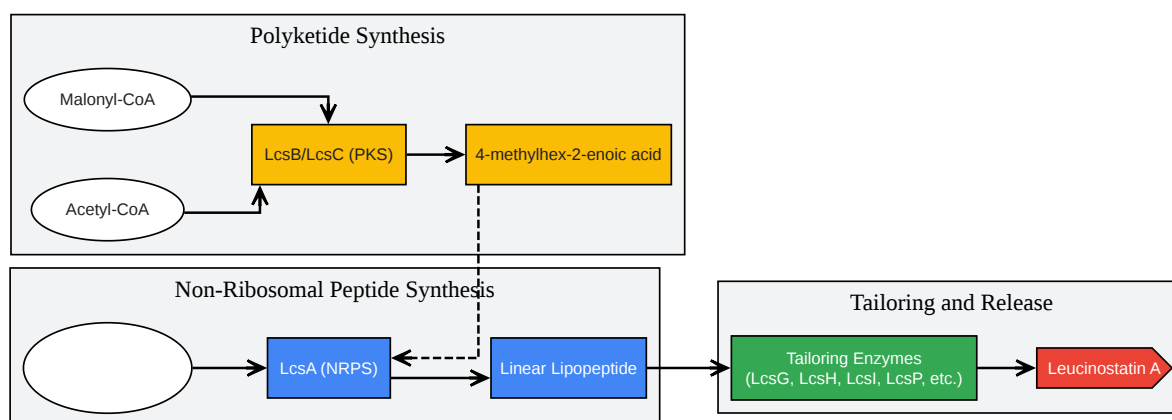 Polyketide Synthesis
Malonyl-CoA
LcsB/LcsC (PKS)
4-methylhex-2-enoic acid
Acetyl-CoA
Non-Ribosomal Peptide Synthesis
LcsA (NRPS)
Linear Lipopeptide
Tailoring and Release
Tailoring Enzymes
(LcsG, LcsH, LcsI, LcsP, etc.)
Leucinostatin A